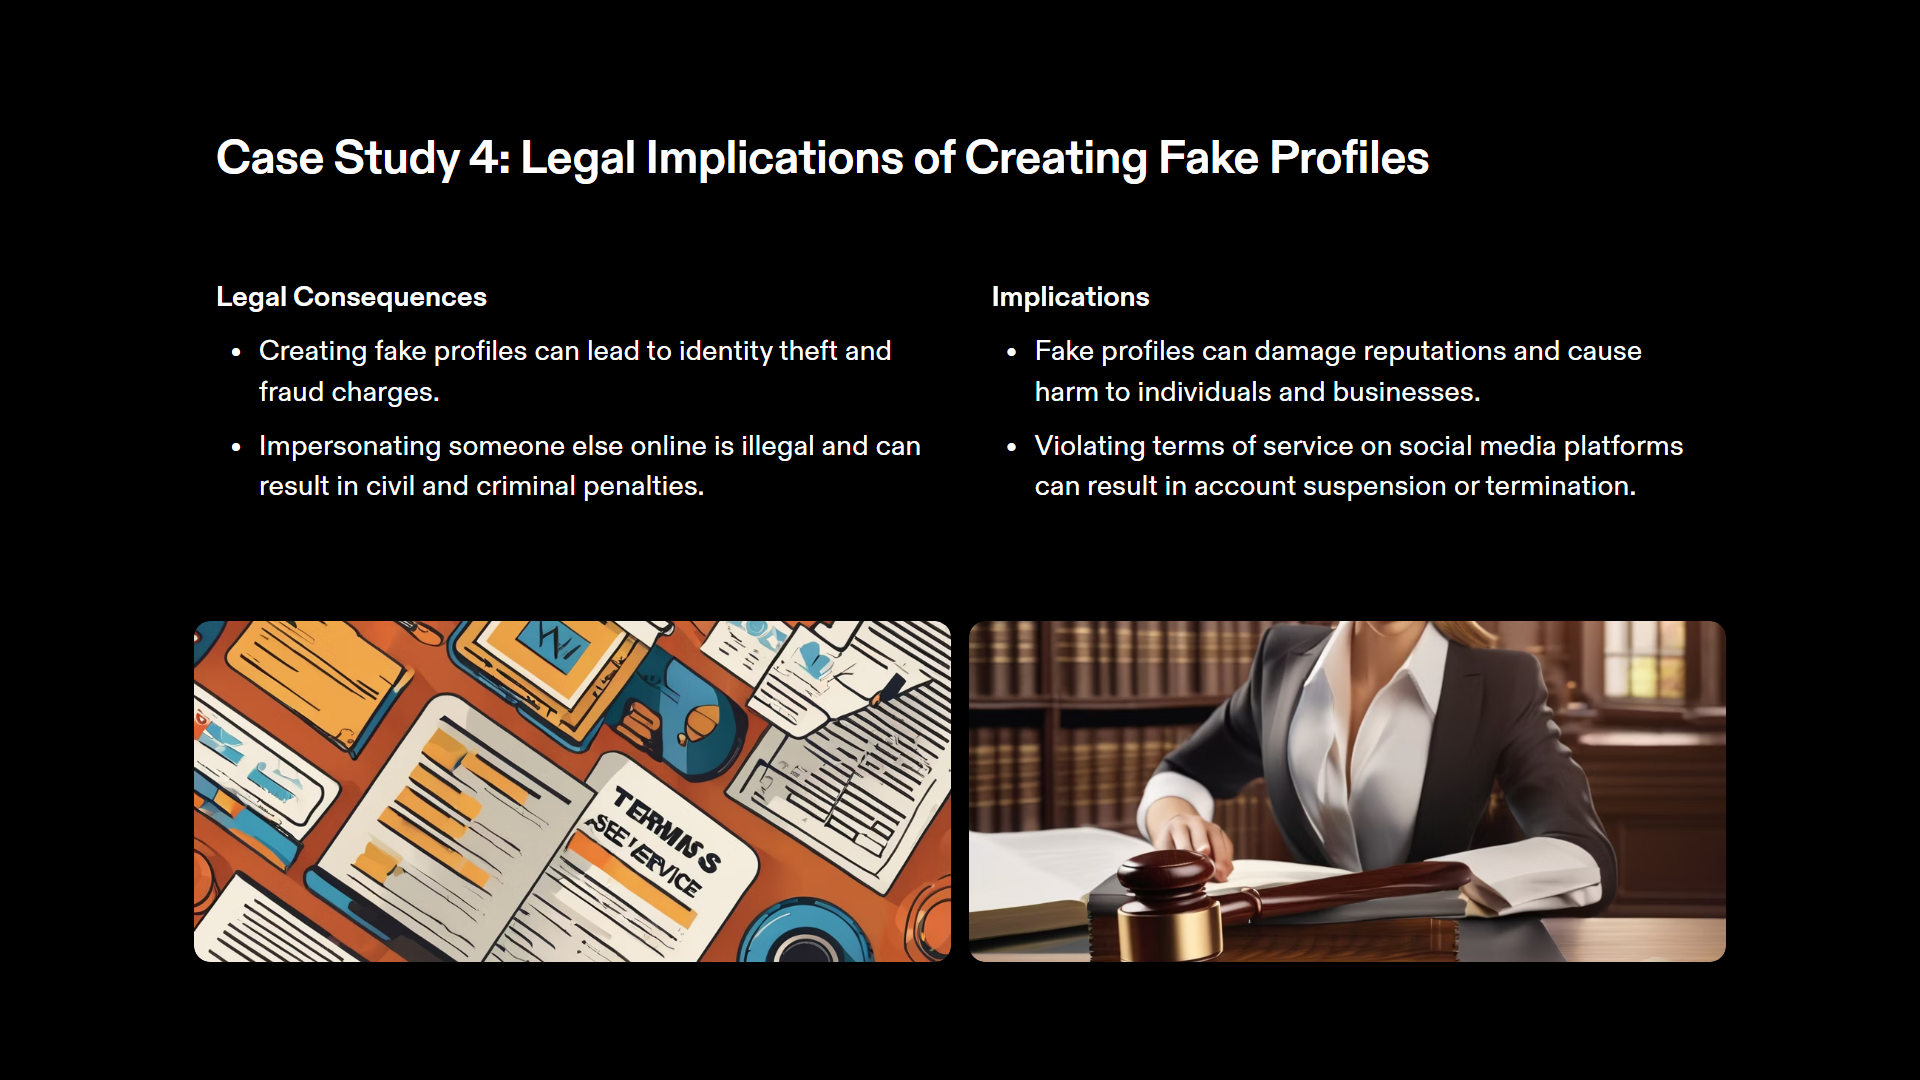 Case Study 4: Legal Implications of Creating Fake Profiles
Legal Consequences
• Creating fake profiles can lead to identity theft and
fraud charges.
• Impersonating someone else online is illegal and can
result in civil and criminal penalties.
Implications
• Fake profiles can damage reputations and cause
harm to individuals and businesses.
• Violating terms of service on social media platforms
can result in account suspension or termination.